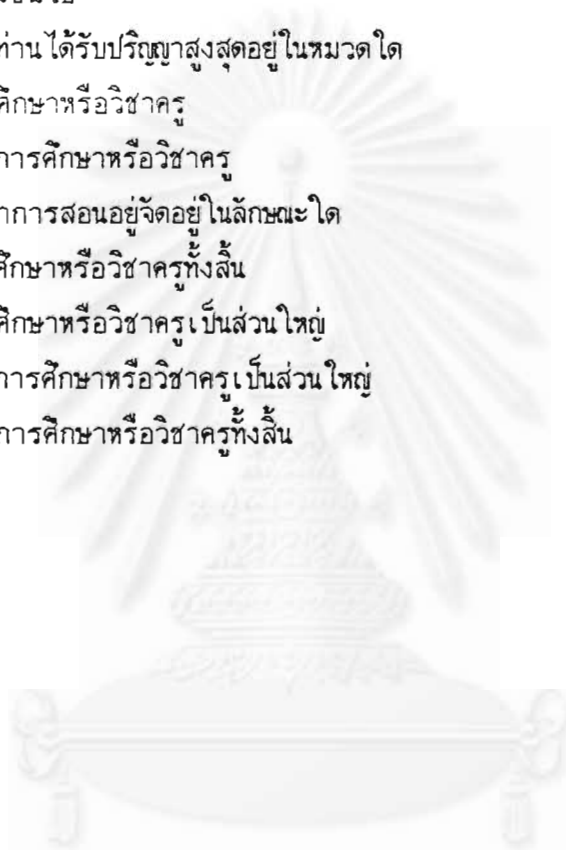 ท่านได้รับปริญญาสูงสุดอยู่ในหมวดใด
ศึกษาหรือวิชาครู
การศึกษาหรือวิชาครู
าการสอนอยู่จัดอยู่ในลักษณะใด
ศึกษาหรือวิชาครูทั้งสิ้น
ศึกษาหรือวิชาครูเป็นส่วนใหญ่
การศึกษาหรือวิชาครูเป็นส่วนใหญ่
การศึกษาหรือวิชาครูทั้งสิ้น